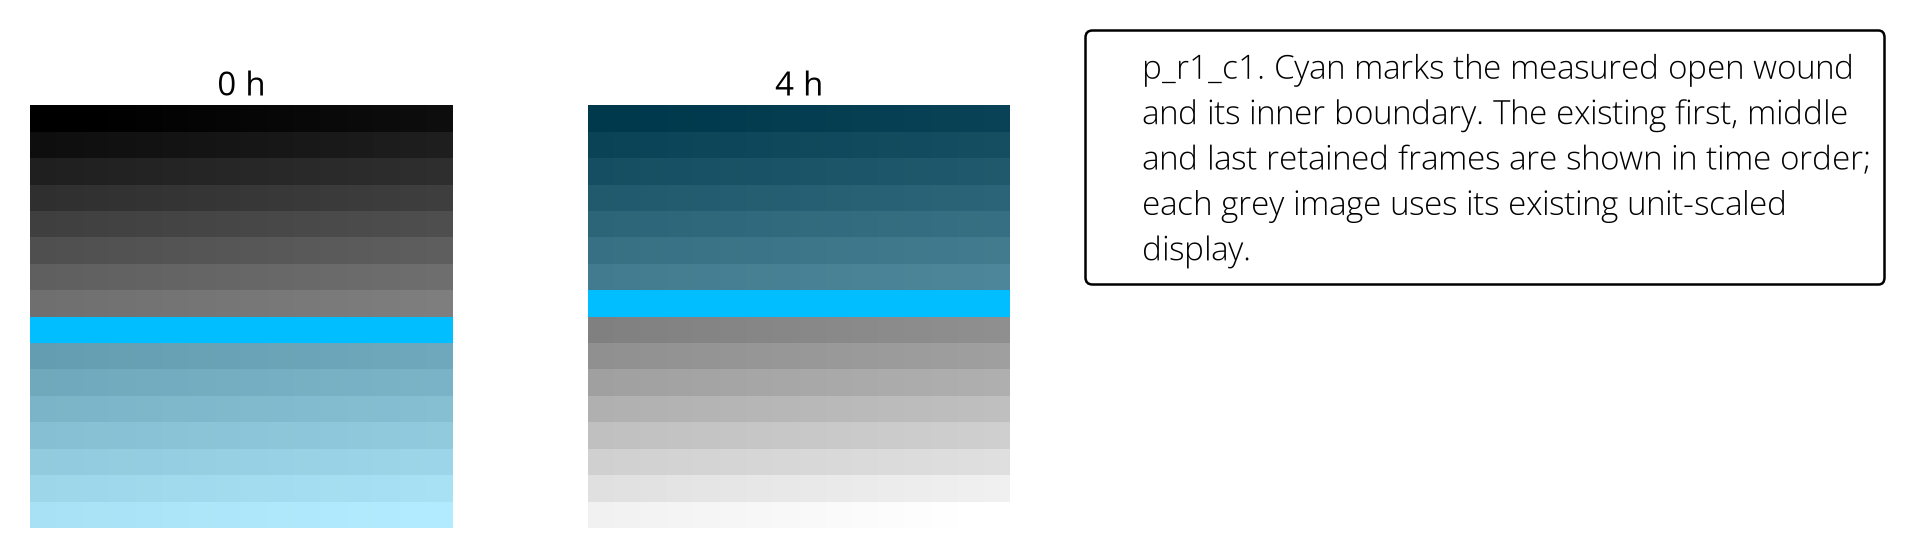 0 h
4 h
p_r1_c1. Cyan marks the measured open wound
and its inner boundary. The existing first, middle
and last retained frames are shown in time order;
each grey image uses its existing unit-scaled
display.